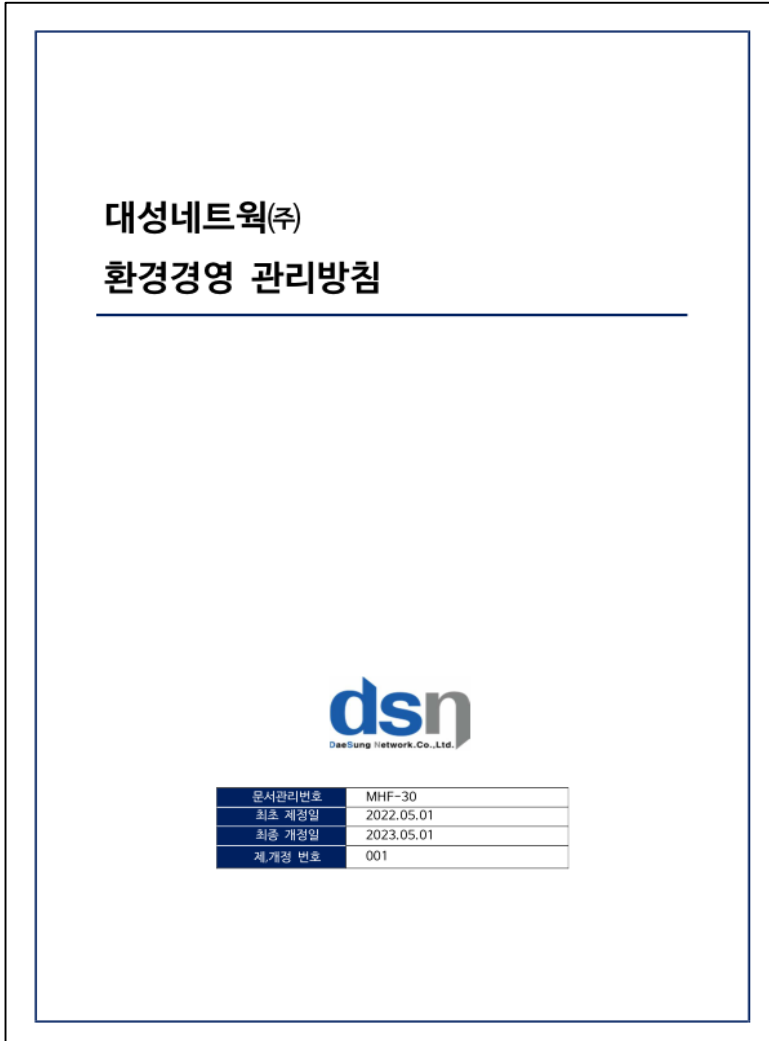 대성네트웍㈜
환경경영 관리방침
dsn
DaeSung Network.Co.,Ltd.
문서관리번호 MHF-30
최초 제정일 2022.05.01
최종 개정일 2023.05.01
제,개정 번호 001